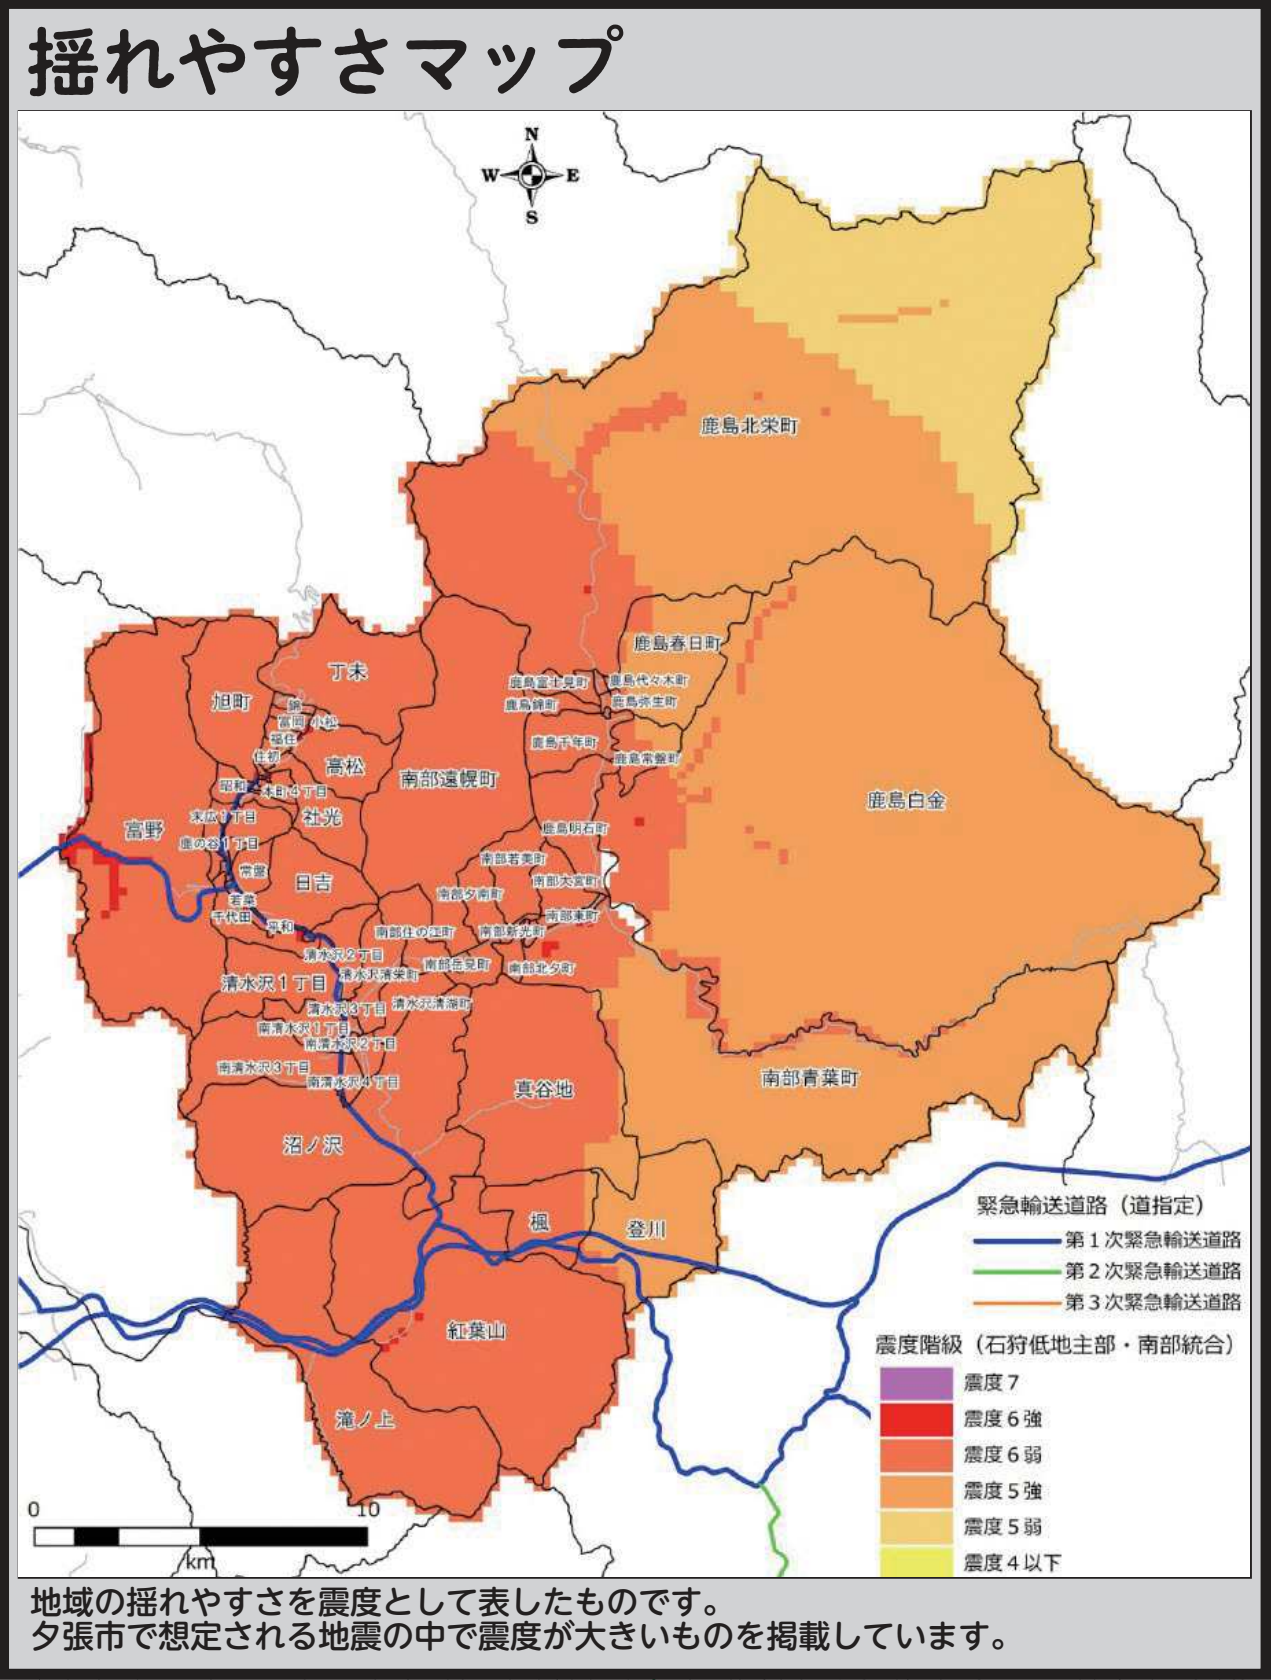 揺れやすさマップ
N
W E
S
鹿島北栄町
鹿島春日町
丁未
鹿島富士見町 鹿島代々木町
旭町
錦
鹿島錦町 鹿島弥生町
富岡 小松
福住
鹿島千年町
住初
鹿島常盤町
高松
南部遠幌町
昭和
本町4丁目
鹿島白金
末広1丁目
社光
富野
鹿島明石町
鹿の谷1丁目
南部若美町
常盤
日吉
南部大宮町
南部夕南町
若菜
千代田
南部東町
平和
南部住の江町
南部新光町
清水沢2丁目
南部岳見町
南部北夕町
清水沢清栄町
清水沢1丁目
清水沢3丁目
清水沢清湖町
南清水沢1丁目
南清水沢2丁目
南清水沢3丁目
南清水沢4丁目
南部青葉町
真谷地
沼ノ沢
楓
登川
紅葉山
滝ノ上
緊急輸送道路（道指定）
第1次緊急輸送道路
第2次緊急輸送道路
第3次緊急輸送道路
震度階級（石狩低地主部・南部統合）
震度7
震度6強
震度6弱
震度5強
震度5弱
震度4以下
0 10
km
地域の揺れやすさを震度として表したものです。
夕張市で想定される地震の中で震度が大きいものを掲載しています。